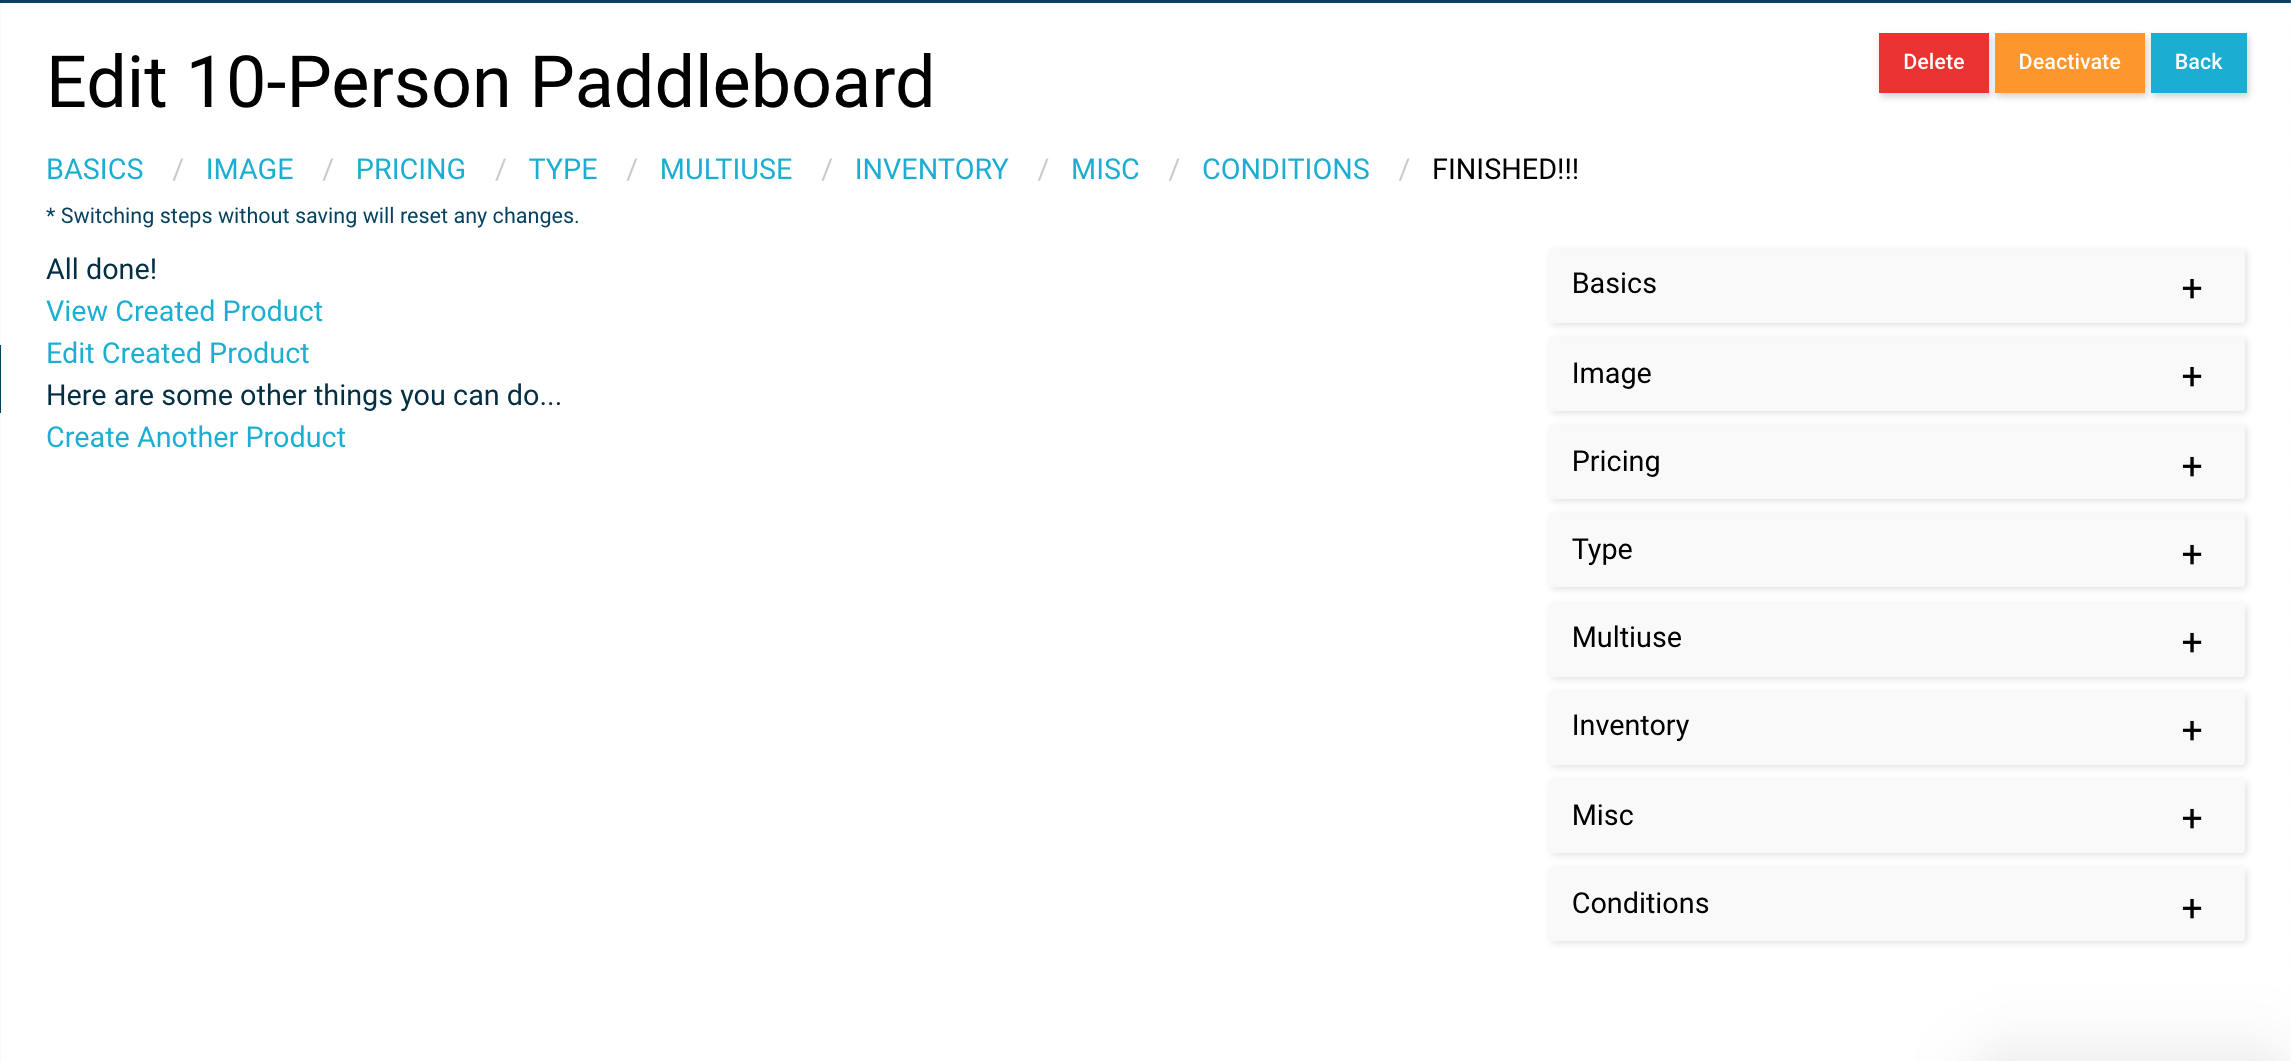 Edit 10-Person Paddleboard
Delete Deactivate Back
BASICS / IMAGE / PRICING / TYPE / MULTIUSE / INVENTORY / MISC / CONDITIONS / FINISHED!!!
* Switching steps without saving will reset any changes.
All done!
View Created Product
Edit Created Product
Here are some other things you can do...
Create Another Product
Basics +
Image +
Pricing +
Type +
Multiuse +
Inventory +
Misc +
Conditions +